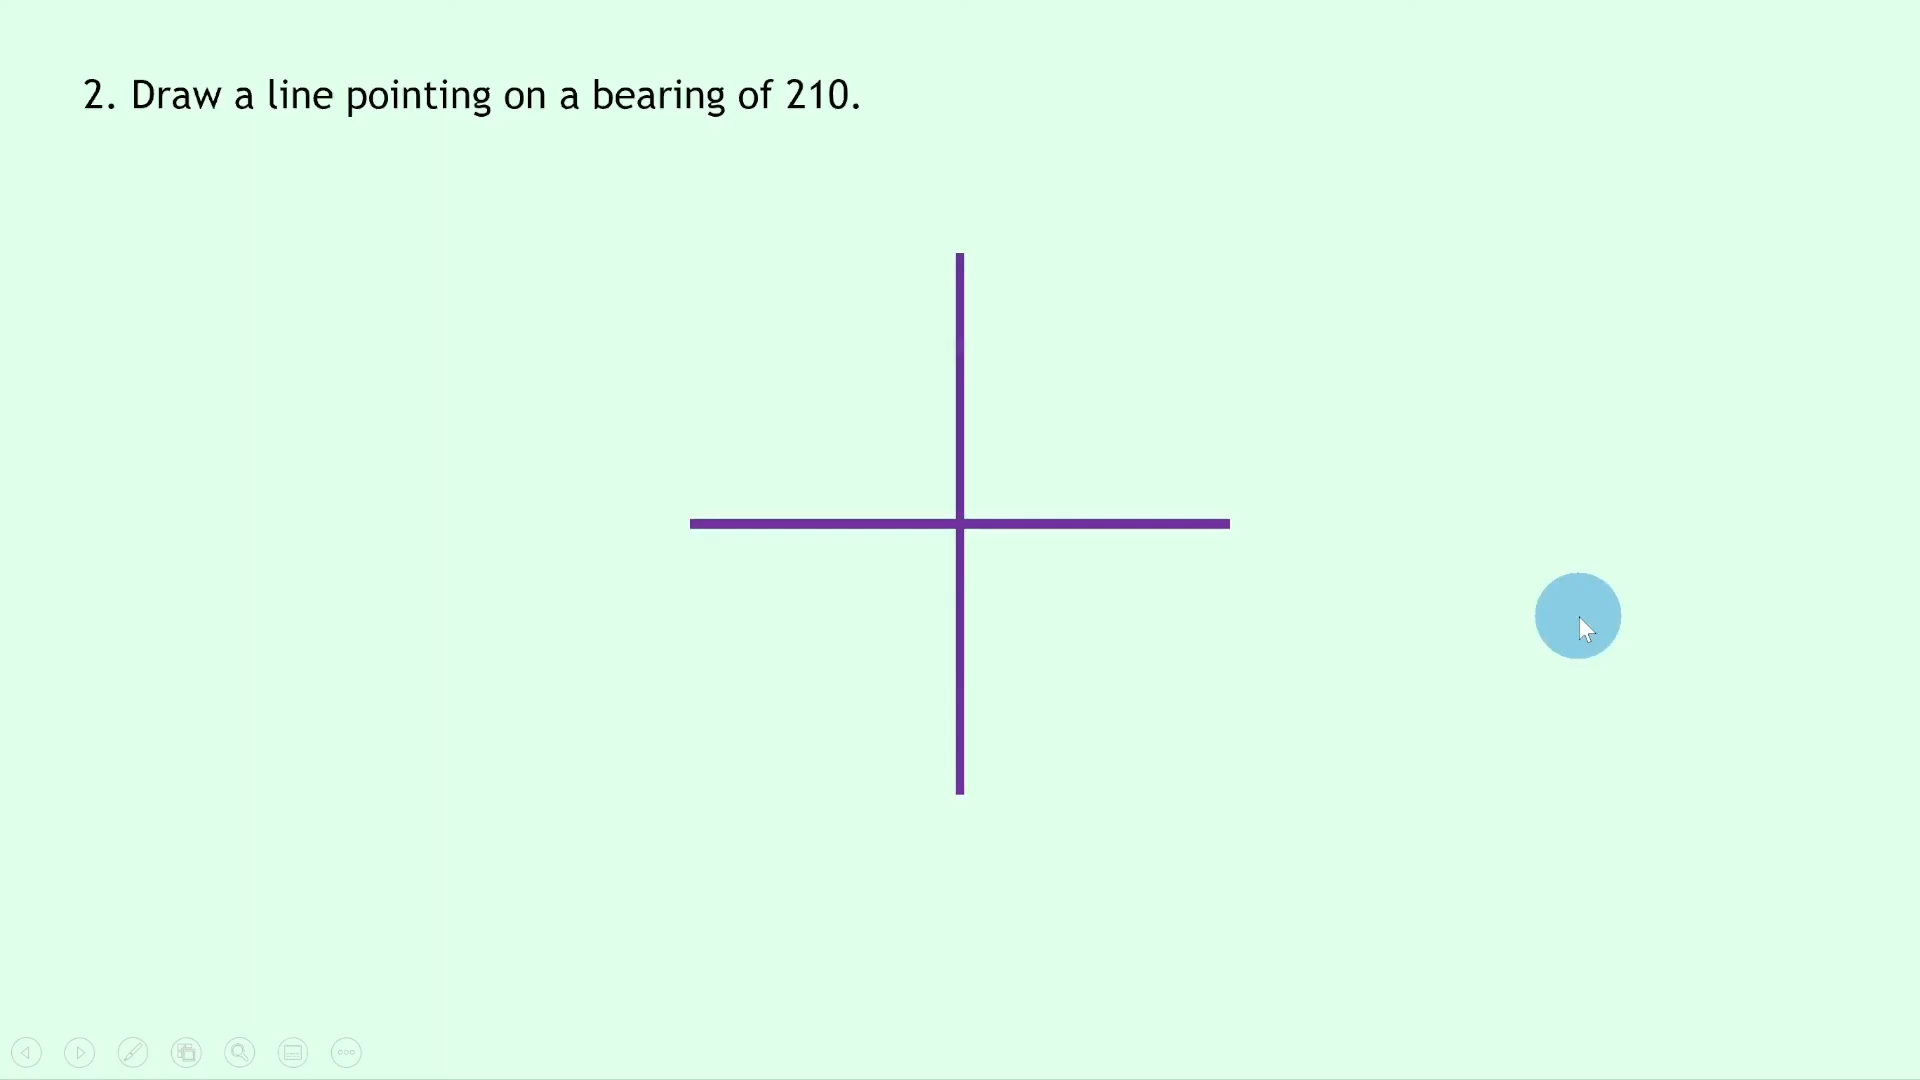 2. Draw a line pointing on a bearing of 210.